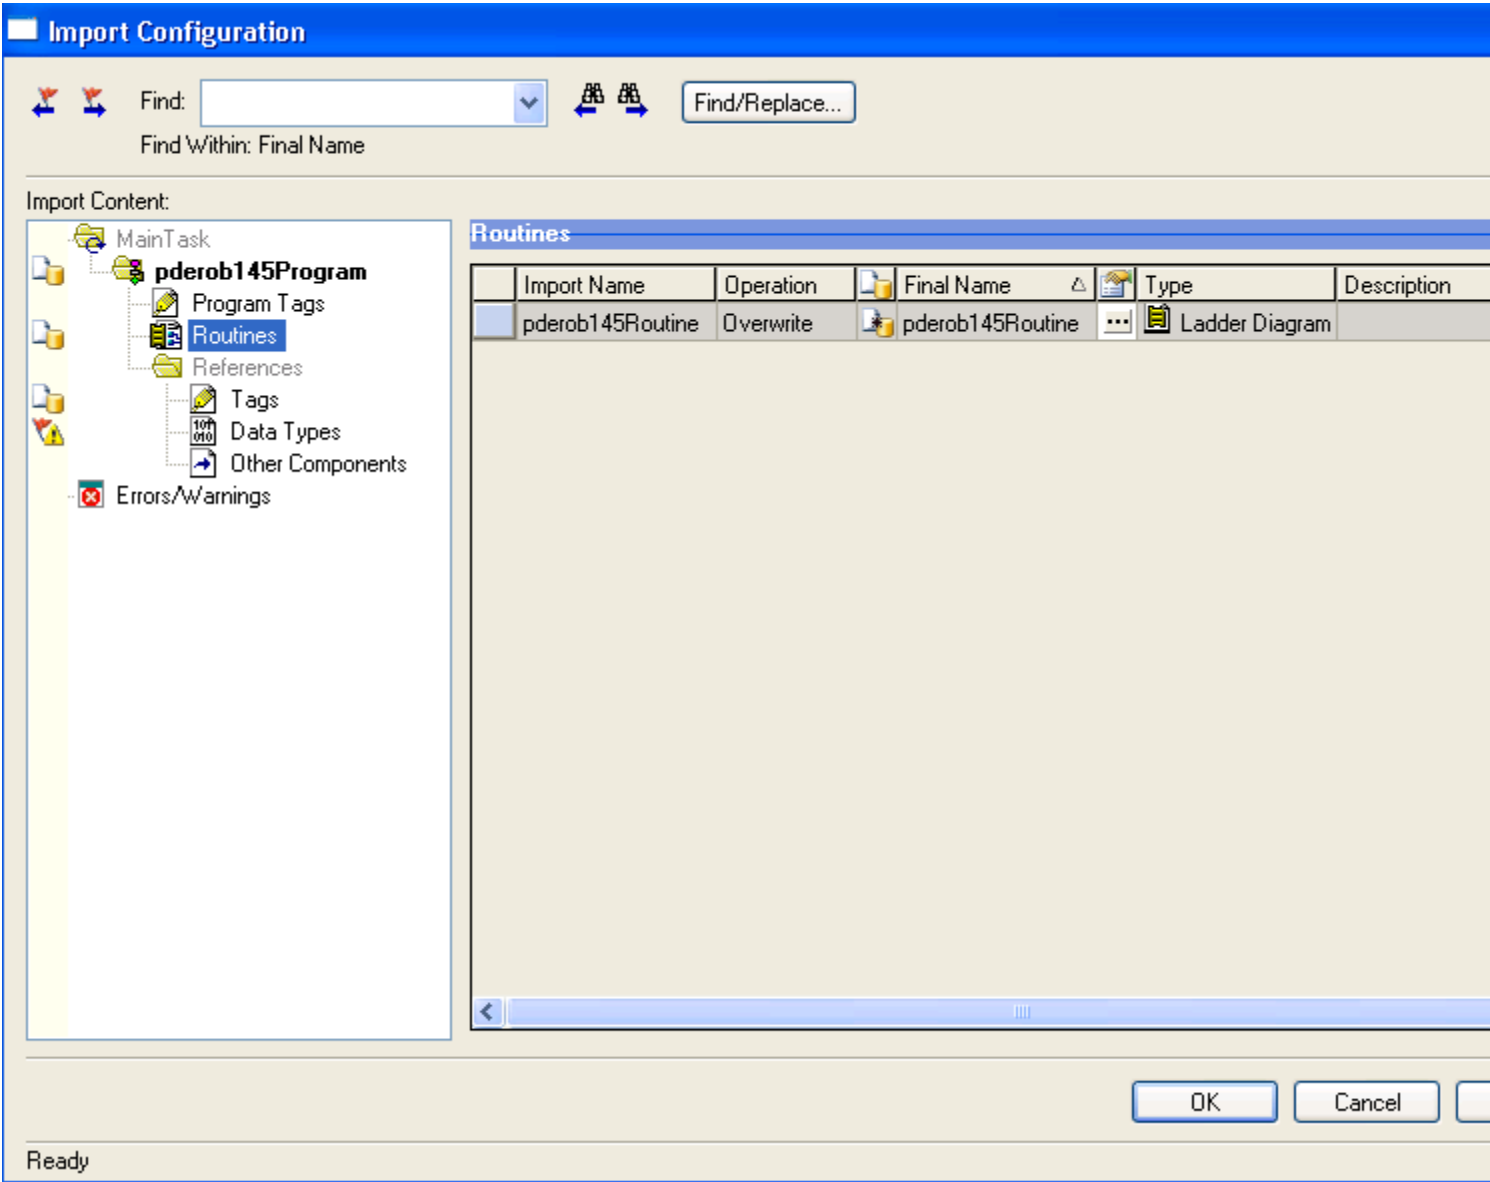 Import Configuration
Find:
Find/Replace...
Find Within: Final Name
Import Content:
MainTask
pderob145Program
Program Tags
Routines
References
Tags
Data Types
Other Components
Errors/Warnings
Routines
Import Name Operation Final Name Type Description
pderob145Routine Overwrite pderob145Routine ... Ladder Diagram
OK Cancel
Ready